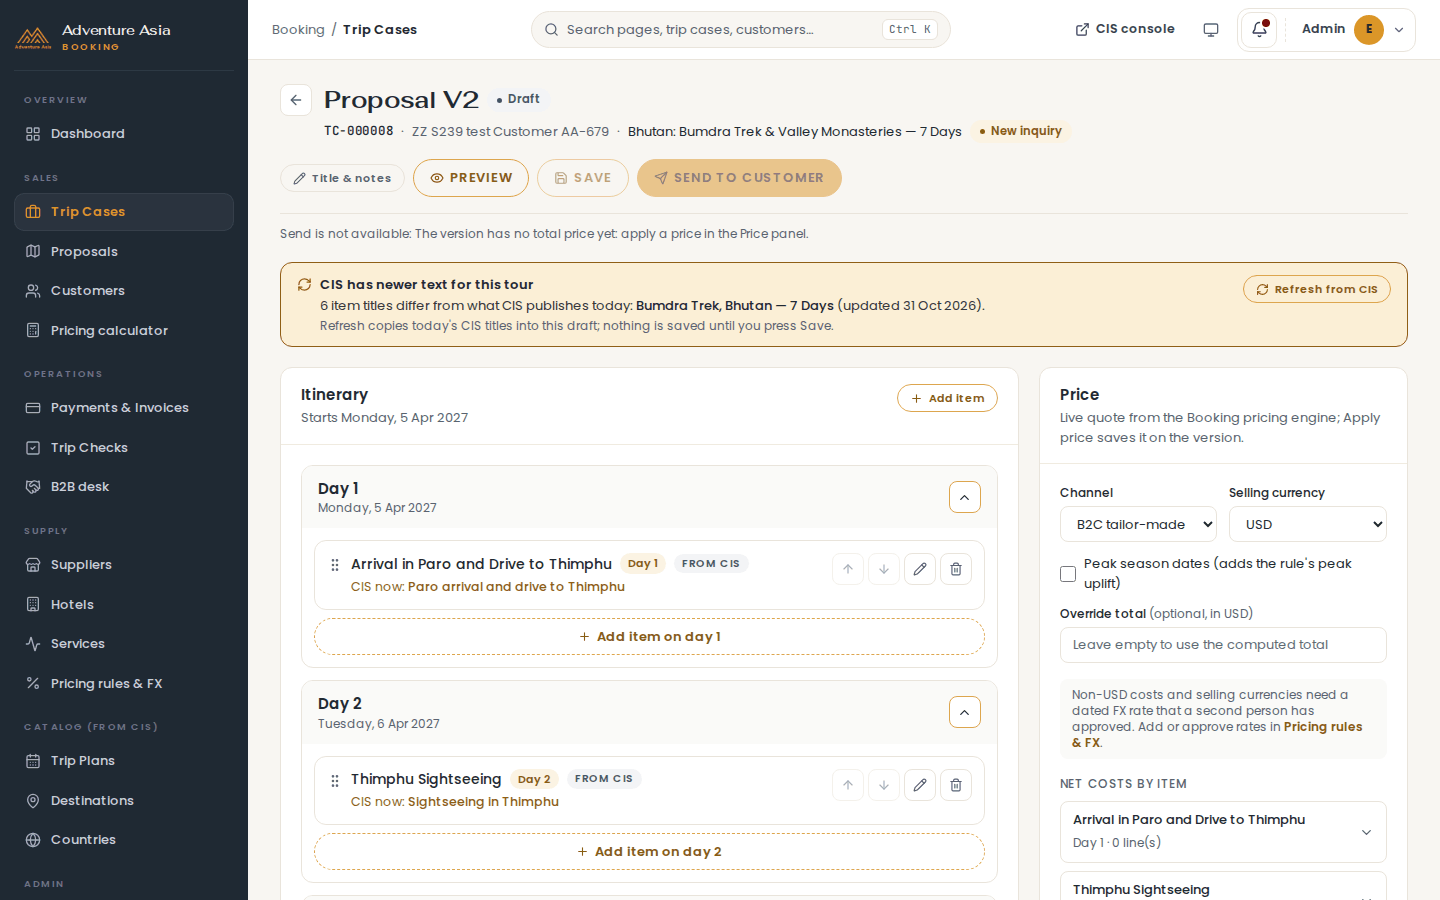 Adventure Asia
BOOKING
OVERVIEW
Dashboard
SALES
Trip Cases
Proposals
Customers
Pricing calculator
OPERATIONS
Payments & Invoices
Trip Checks
B2B desk
SUPPLY
Suppliers
Hotels
Services
Pricing rules & FX
CATALOG (FROM CIS)
Trip Plans
Destinations
Countries
ADMIN
Booking / Trip Cases
Search pages, trip cases, customers... Ctrl K
CIS console
Admin E
Proposal V2 • Draft
TC-000008 · ZZ S239 test Customer AA-679 · Bhutan: Bumdra Trek & Valley Monasteries — 7 Days • New inquiry
Title & notes PREVIEW SAVE SEND TO CUSTOMER
Send is not available: The version has no total price yet: apply a price in the Price panel.
CIS has newer text for this tour
6 item titles differ from what CIS publishes today: Bumdra Trek, Bhutan — 7 Days (updated 31 Oct 2026).
Refresh copies today's CIS titles into this draft; nothing is saved until you press Save.
Refresh from CIS
Itinerary
Starts Monday, 5 Apr 2027
+ Add item
Day 1
Monday, 5 Apr 2027
Arrival in Paro and Drive to Thimphu Day 1 FROM CIS
CIS now: Paro arrival and drive to Thimphu
+ Add item on day 1
Day 2
Tuesday, 6 Apr 2027
Thimphu Sightseeing Day 2 FROM CIS
CIS now: Sightseeing in Thimphu
+ Add item on day 2
Price
Live quote from the Booking pricing engine; Apply
price saves it on the version.
Channel Selling currency
B2C tailor-made USD
Peak season dates (adds the rule's peak
uplift)
Override total (optional, in USD)
Leave empty to use the computed total
Non-USD costs and selling currencies need a
dated FX rate that a second person has
approved. Add or approve rates in Pricing rules
& FX.
NET COSTS BY ITEM
Arrival in Paro and Drive to Thimphu
Day 1 · 0 line(s)
Thimphu Sightseeing